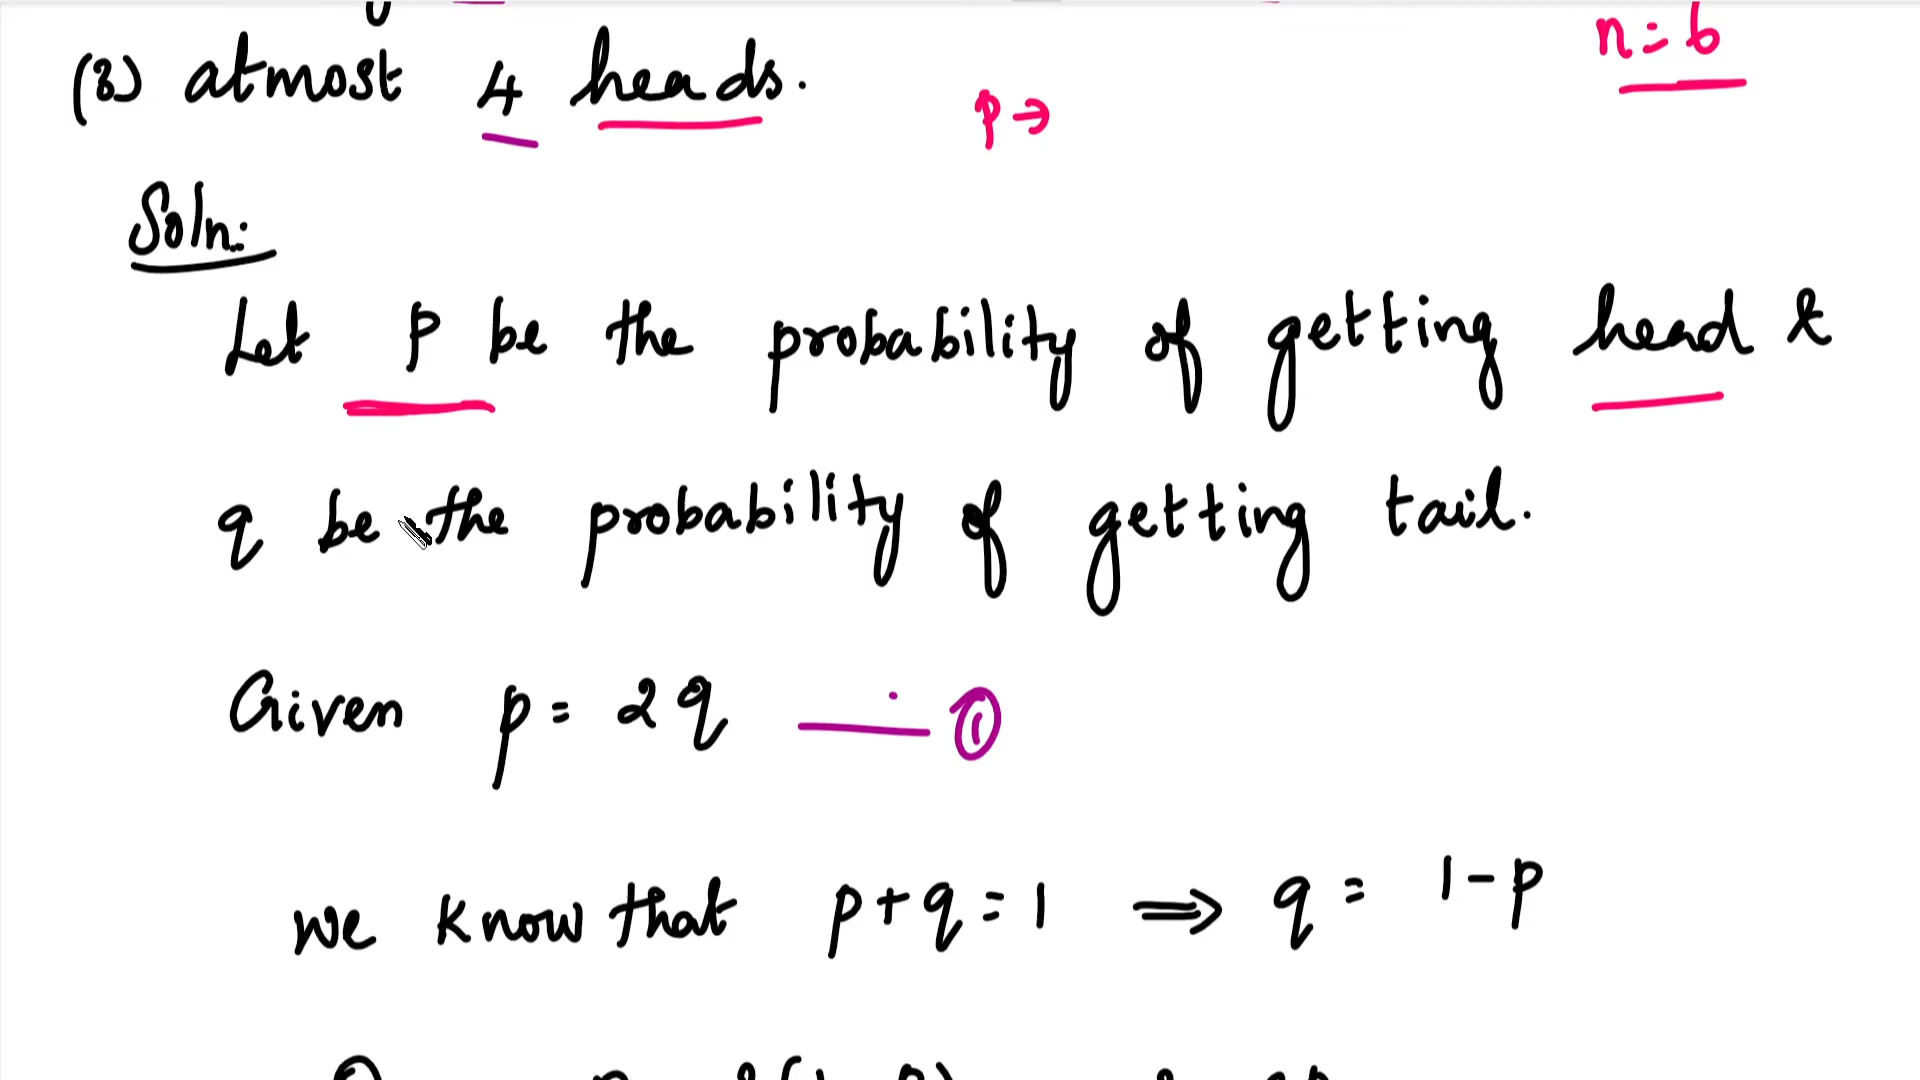 n=6
(3) atmost 4 heads.
p→
Soln:
Let p be the probability of getting head &
q be the probability of getting tail.
Given p = 2q —— ①
we know that p+q=1 ⟹ q = 1-p